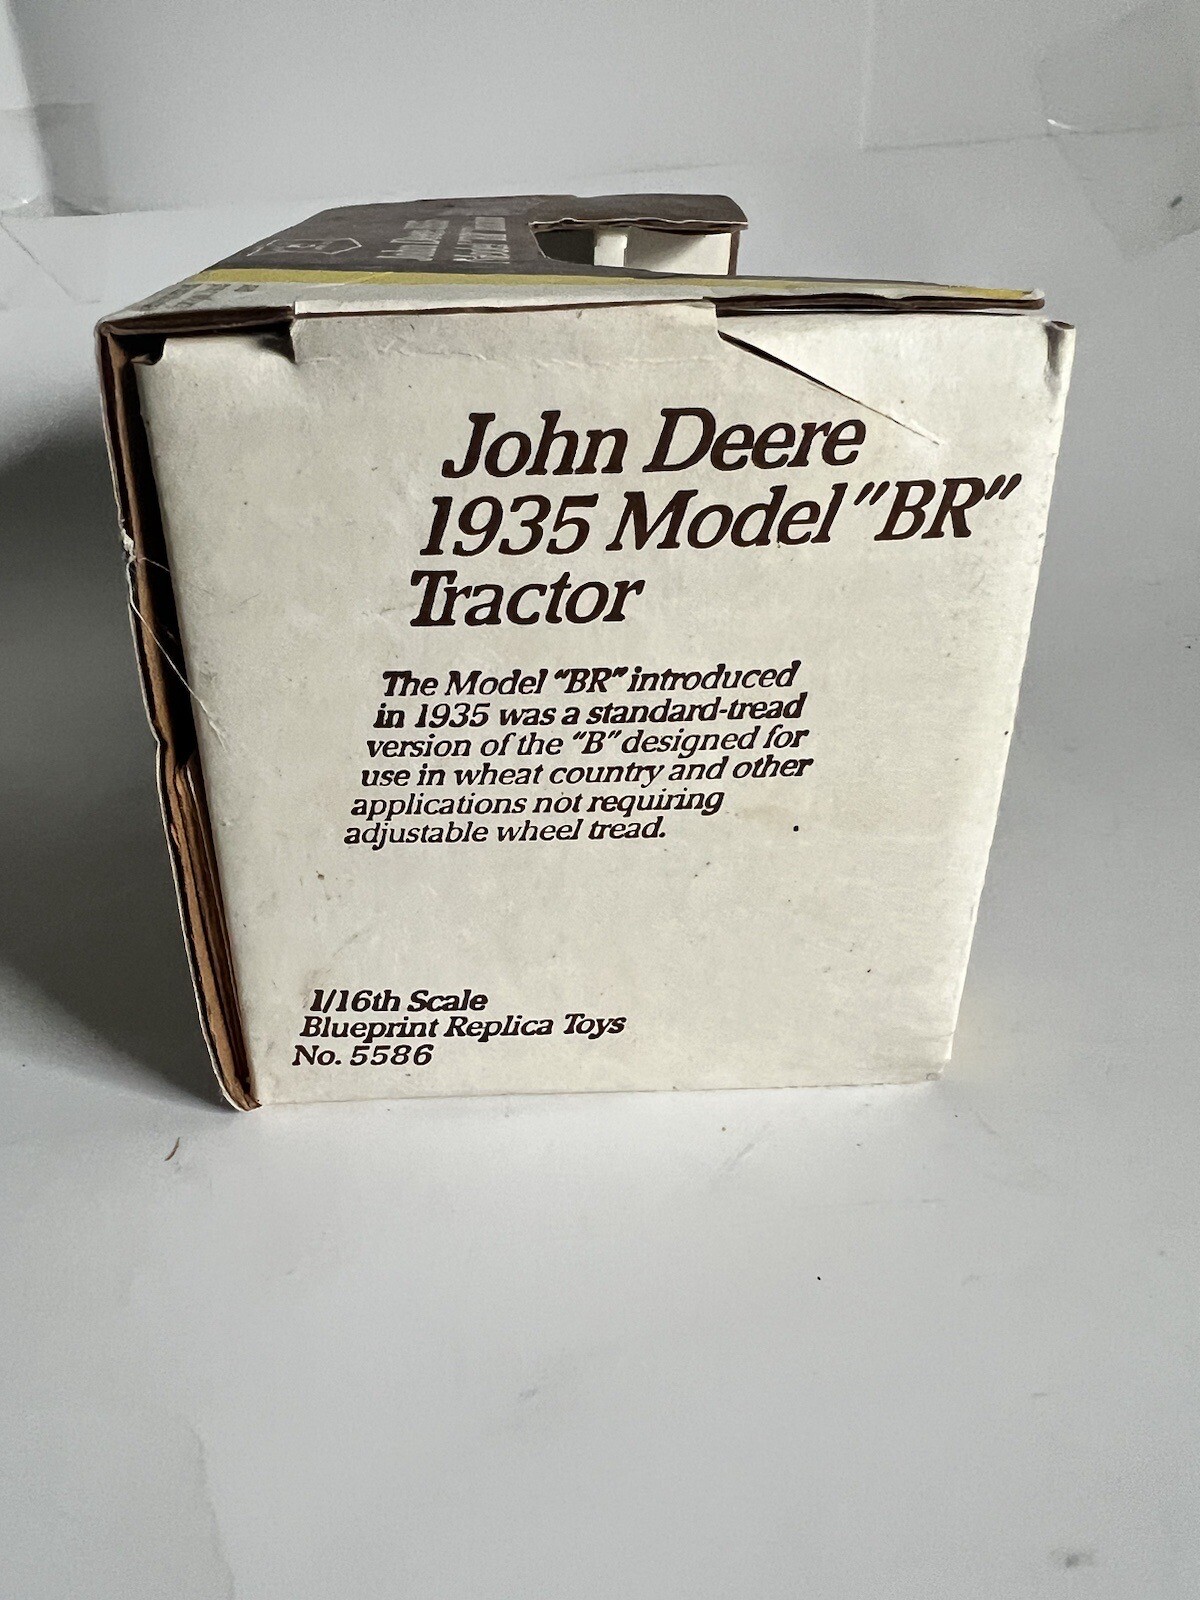 John Deere
1935 Model "BR"
Tractor
The Model "BR" introduced
in 1935 was a standard-tread
version of the "B" designed for
use in wheat country and other
applications not requiring
adjustable wheel tread.
1/16th Scale
Blueprint Replica Toys
No. 5586